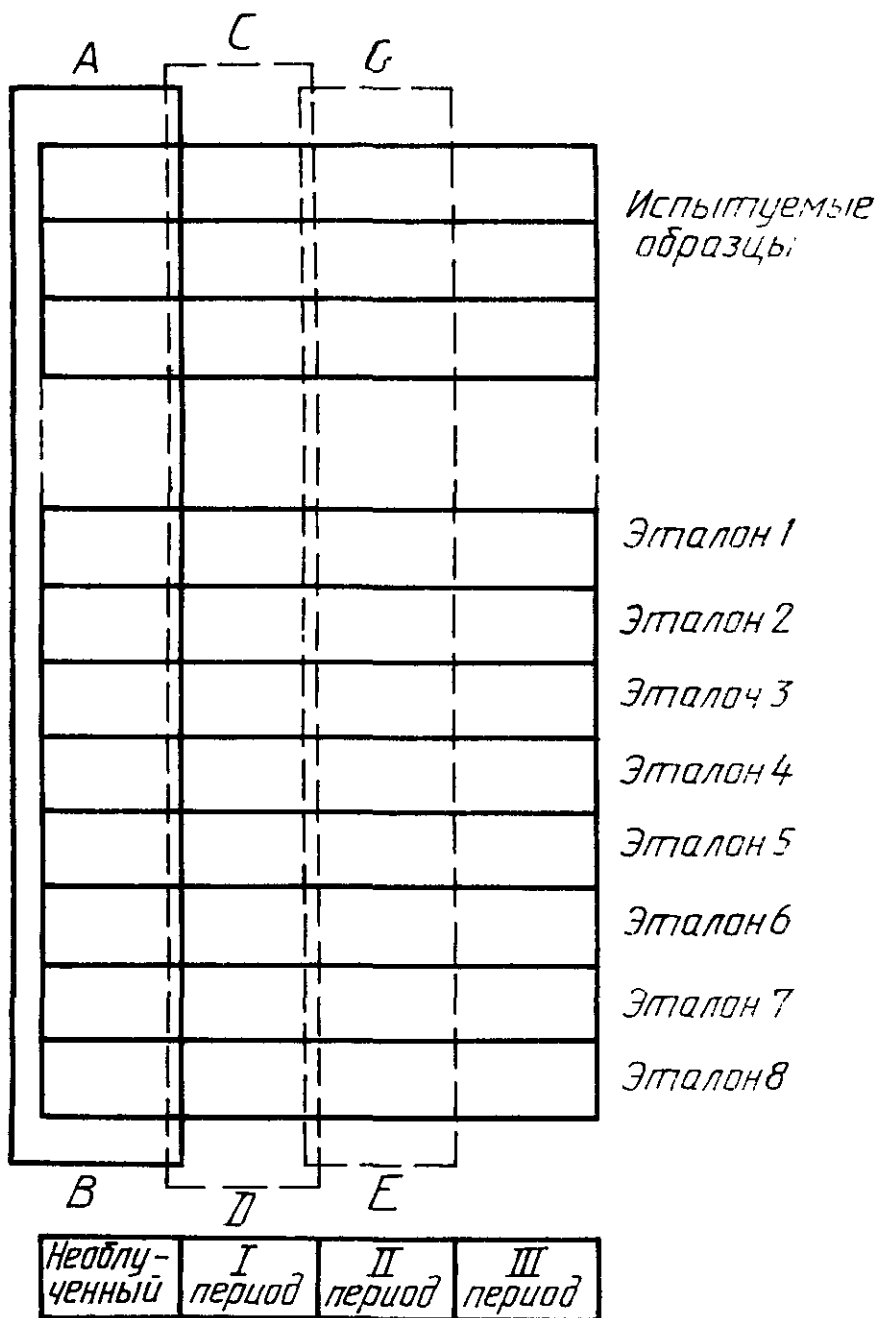 A
C
G
Испытуемые
образцы
Эталон 1
Эталон 2
Эталон 3
Эталон 4
Эталон 5
Эталон 6
Эталон 7
Эталон 8
B
D
E
Необлу-
ченный
I
период
II
период
III
период